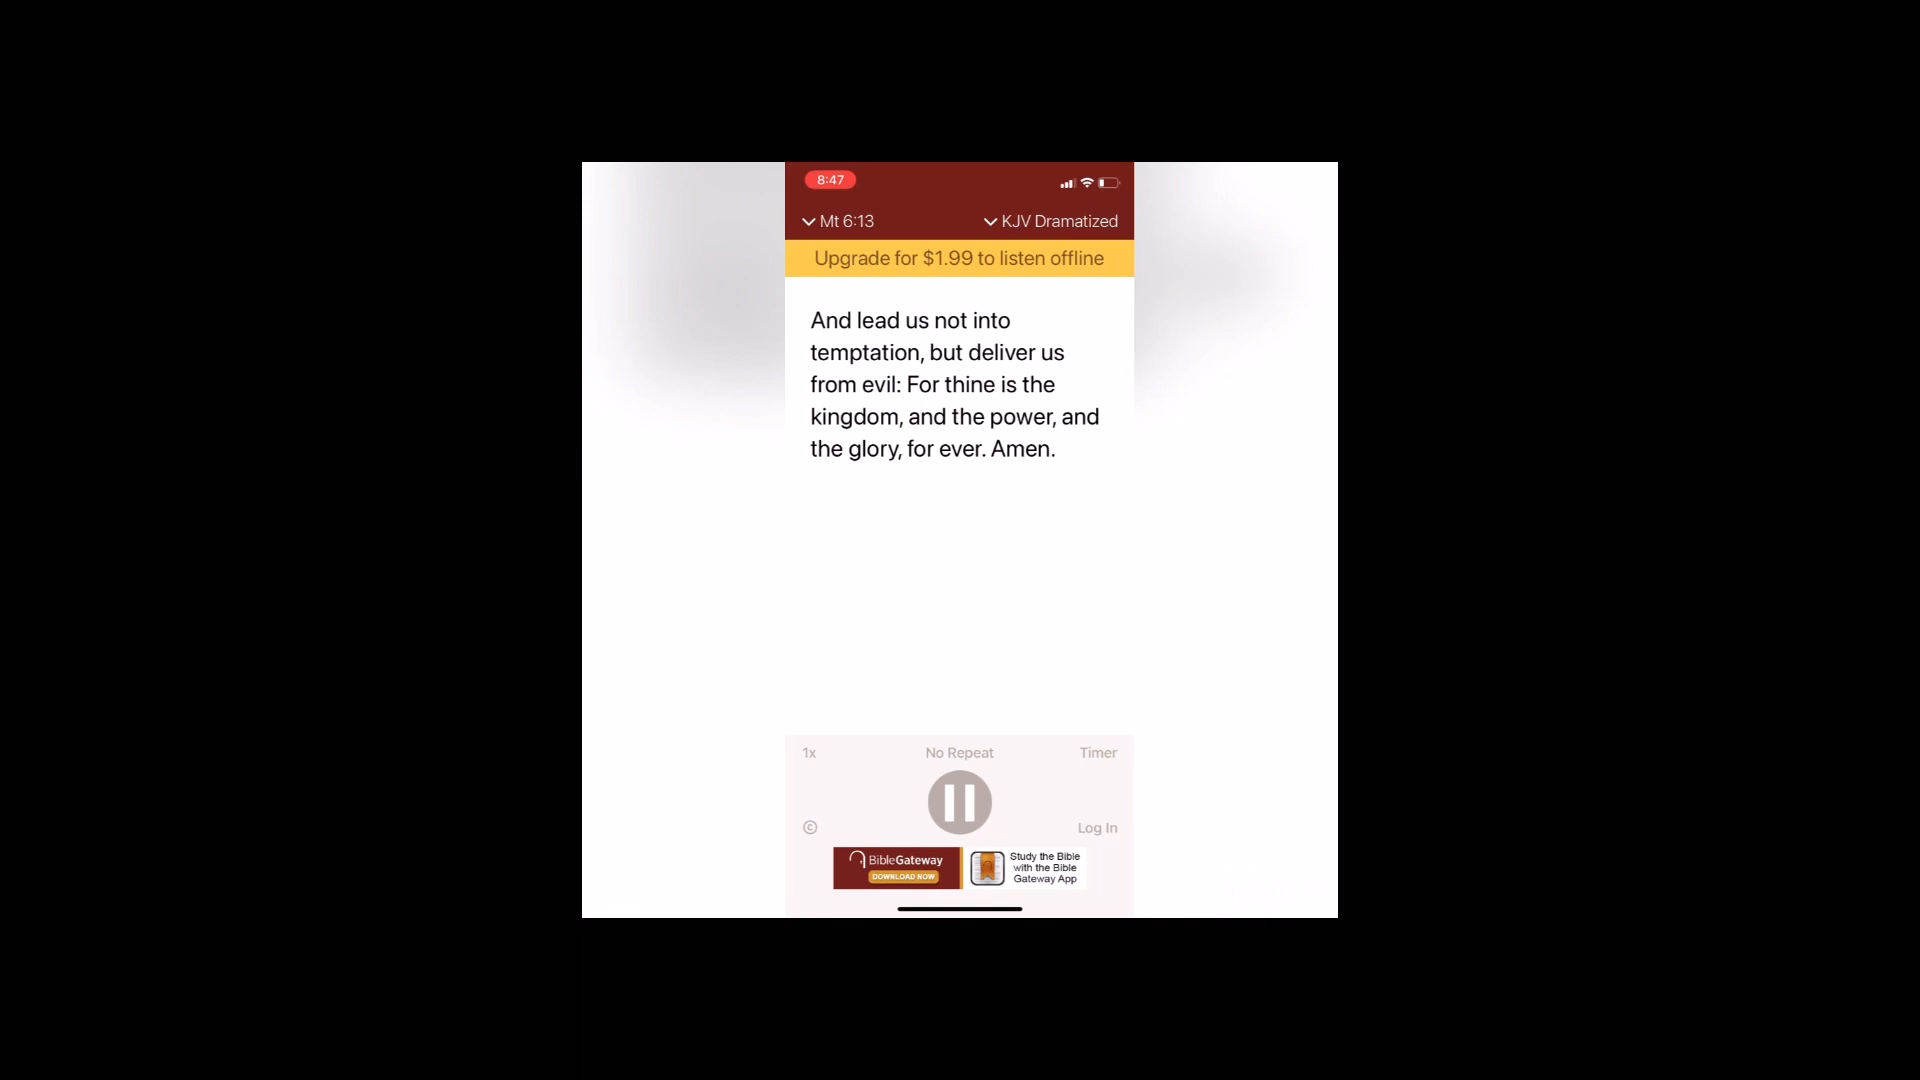 8:47
Mt 6:13
KJV Dramatized
Upgrade for $1.99 to listen offline
And lead us not into
temptation, but deliver us
from evil: For thine is the
kingdom, and the power, and
the glory, for ever. Amen.
1x
No Repeat
Timer
©
Log In
BibleGateway
DOWNLOAD NOW
Study the Bible
with the Bible
Gateway App